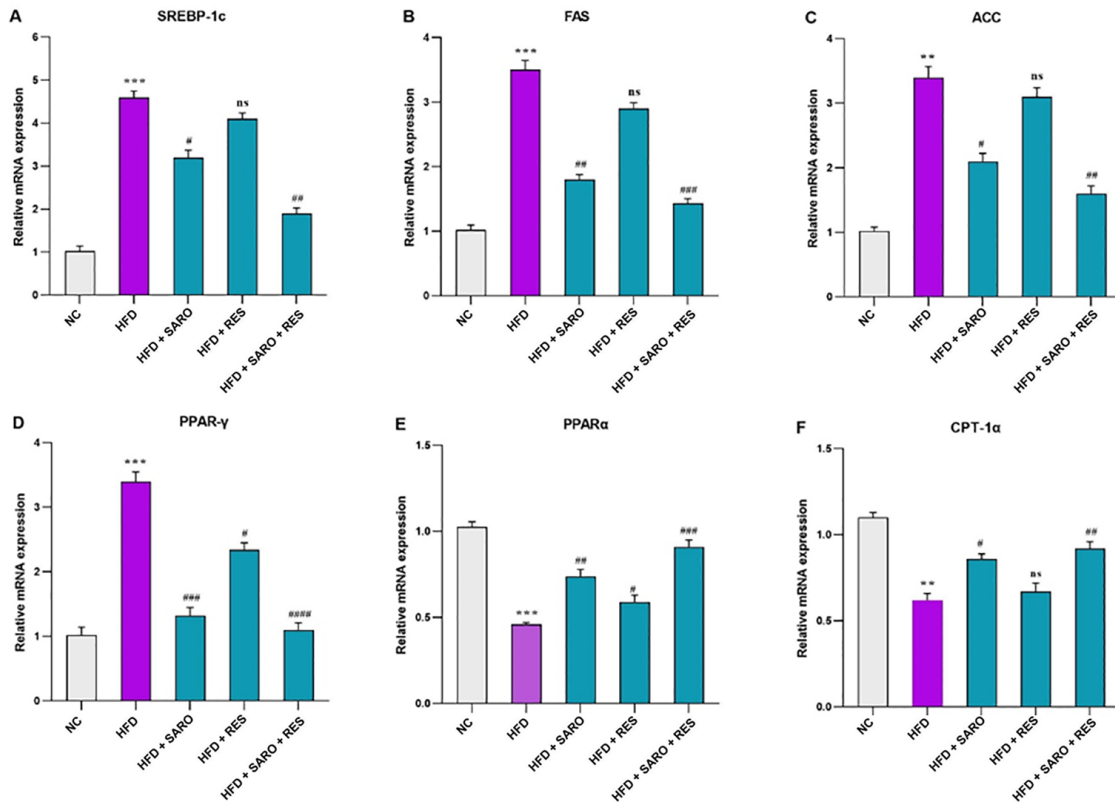 A SREBP-1c
Relative mRNA expression
6
5
4
3
2
1
0
***
#
ns
##
NC
HFD
HFD + SARO
HFD + RES
HFD + SARO + RES
B FAS
Relative mRNA expression
4
3
2
1
0
***
##
ns
###
NC
HFD
HFD + SARO
HFD + RES
HFD + SARO + RES
C ACC
Relative mRNA expression
4
3
2
1
0
**
#
ns
##
NC
HFD
HFD + SARO
HFD + RES
HFD + SARO + RES
D PPAR-γ
Relative mRNA expression
4
3
2
1
0
***
###
#
####
NC
HFD
HFD + SARO
HFD + RES
HFD + SARO + RES
E PPARα
Relative mRNA expression
1.5
1.0
0.5
0.0
***
##
#
###
NC
HFD
HFD + SARO
HFD + RES
HFD + SARO + RES
F CPT-1α
Relative mRNA expression
1.5
1.0
0.5
0.0
**
#
ns
##
NC
HFD
HFD + SARO
HFD + RES
HFD + SARO + RES